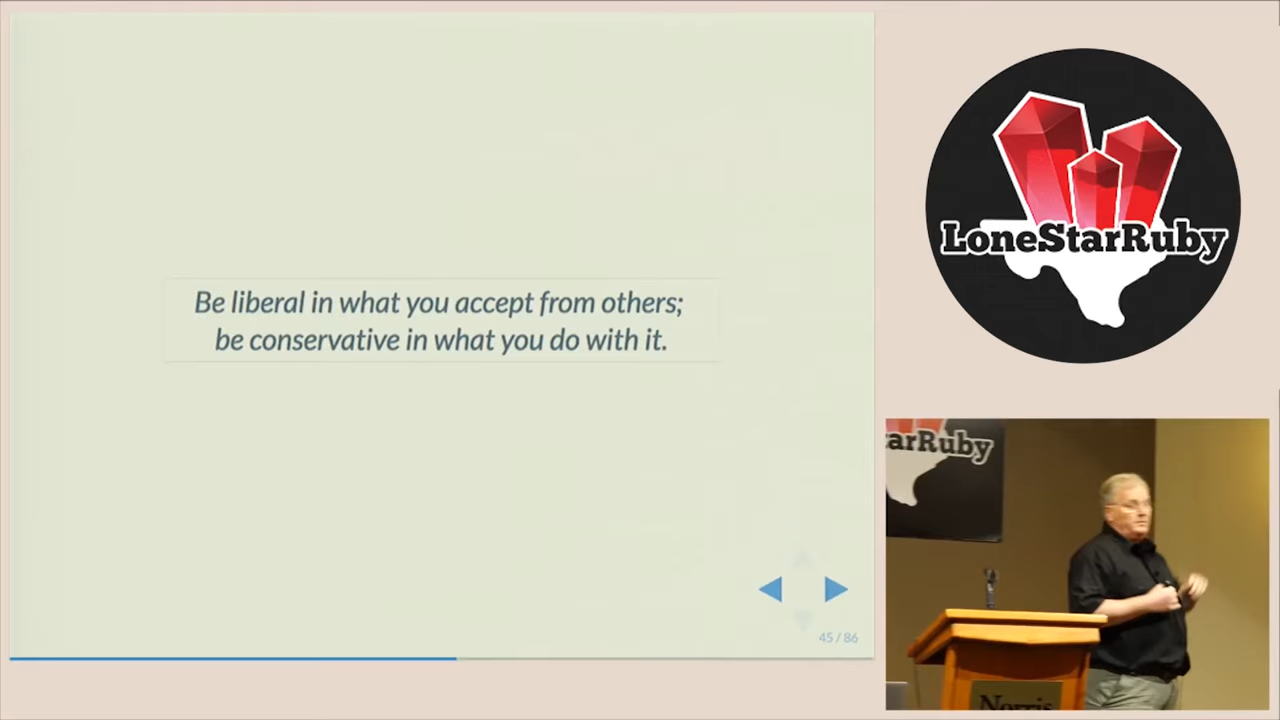 Be liberal in what you accept from others;
be conservative in what you do with it.
45 / 86
LoneStarRuby
arRuby
Norris